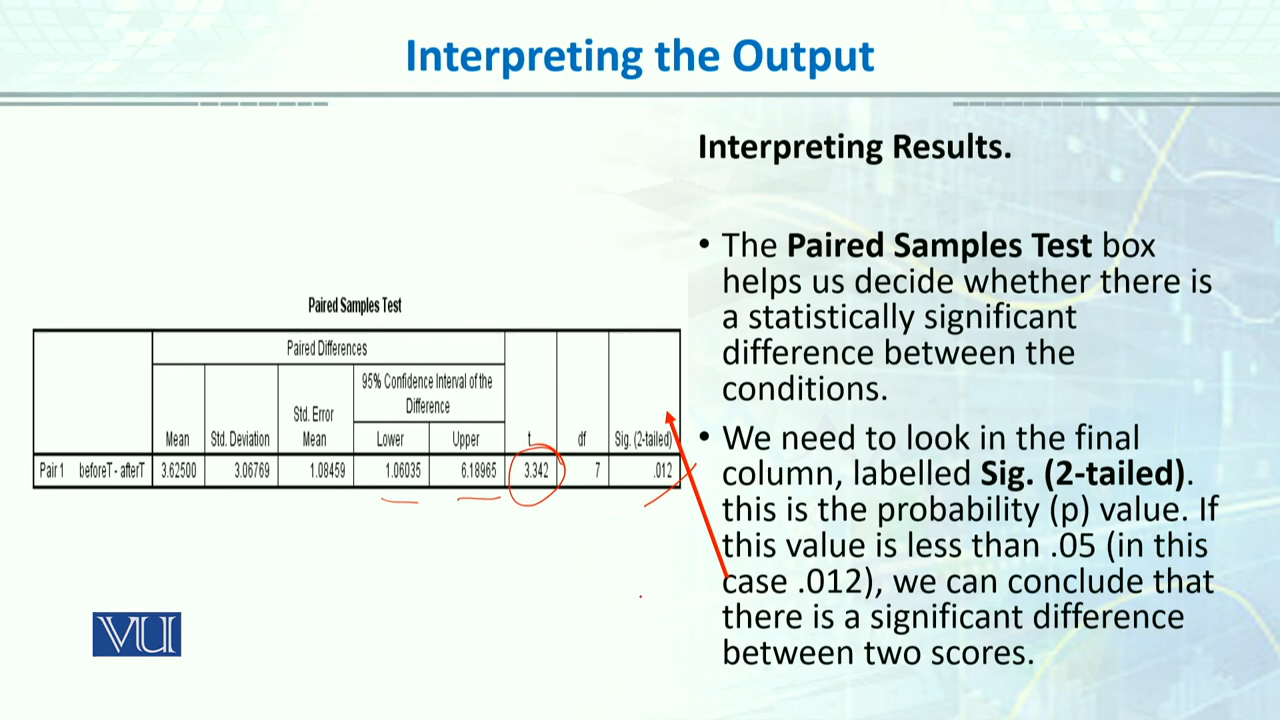 Interpreting the Output
Interpreting Results.
• The Paired Samples Test box
helps us decide whether there is
a statistically significant
difference between the
conditions.
• We need to look in the final
column, labelled Sig. (2-tailed).
this is the probability (p) value. If
this value is less than .05 (in this
case .012), we can conclude that
there is a significant difference
between two scores.
Paired Samples Test
Paired Differences
95% Confidence Interval of the
Difference
Std. Error
Mean Std. Deviation Mean Lower Upper t df Sig. (2-tailed)
Pair 1 beforeT - afterT 3.62500 3.06769 1.08459 1.06035 6.18965 3.342 7 .012
VU